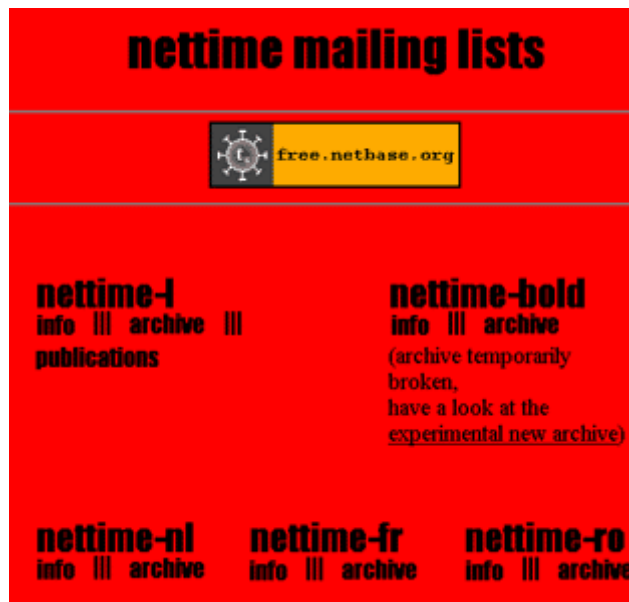 nettime mailing lists
free.netbase.org
nettime-l
info ||| archive |||
publications
nettime-bold
info ||| archive
(archive temporarily
broken,
have a look at the
experimental new archive)
nettime-nl
info ||| archive
nettime-fr
info ||| archive
nettime-ro
info ||| archive